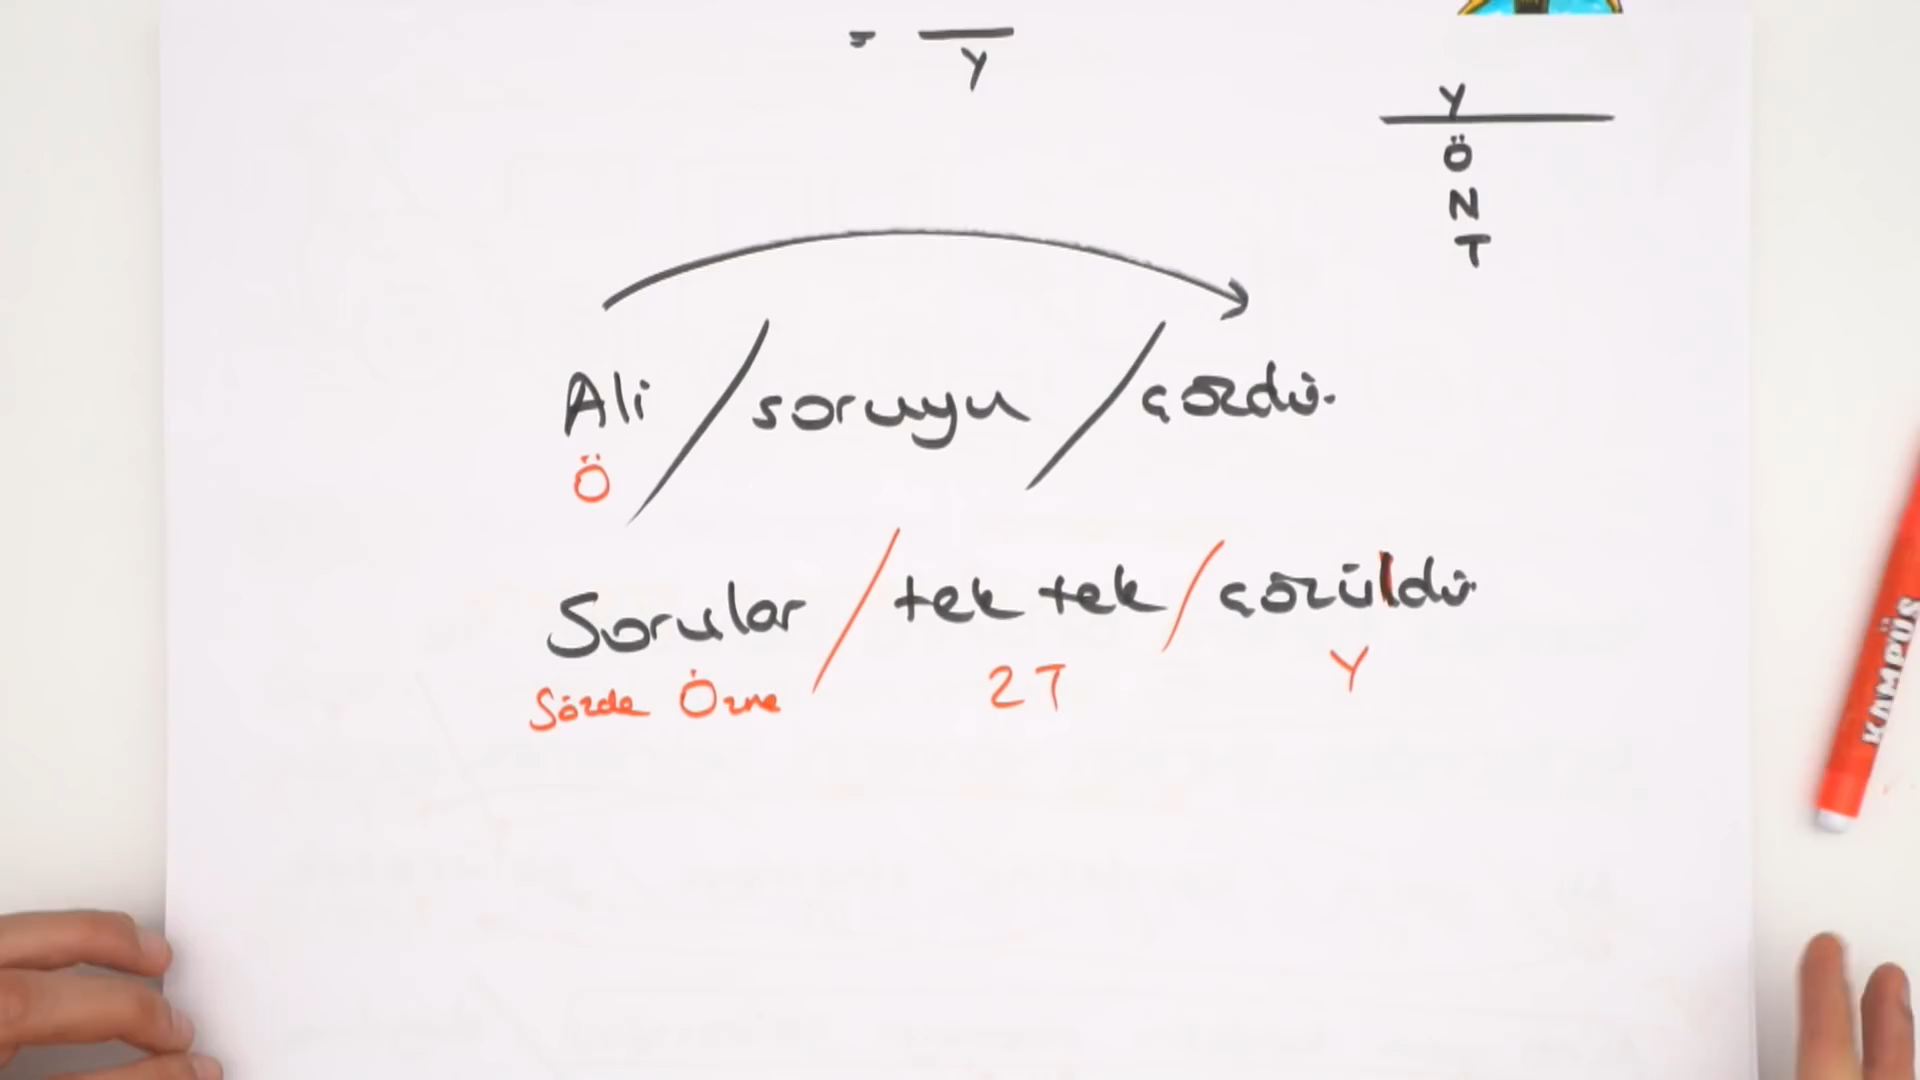 = Y
Y
Ö
N
T
Ali / soruyu / çözdü.
Ö
Sorular / tek tek / çözüldü
Sözde Özne 2T Y
KAMPÜS